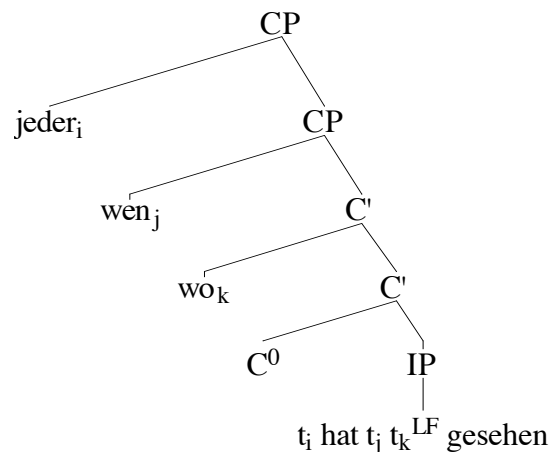 CP
jederᵢ
CP
wenⱼ
C'
woₖ
C'
C⁰
IP
tᵢ hat tⱼ tₖᴸᶠ gesehen